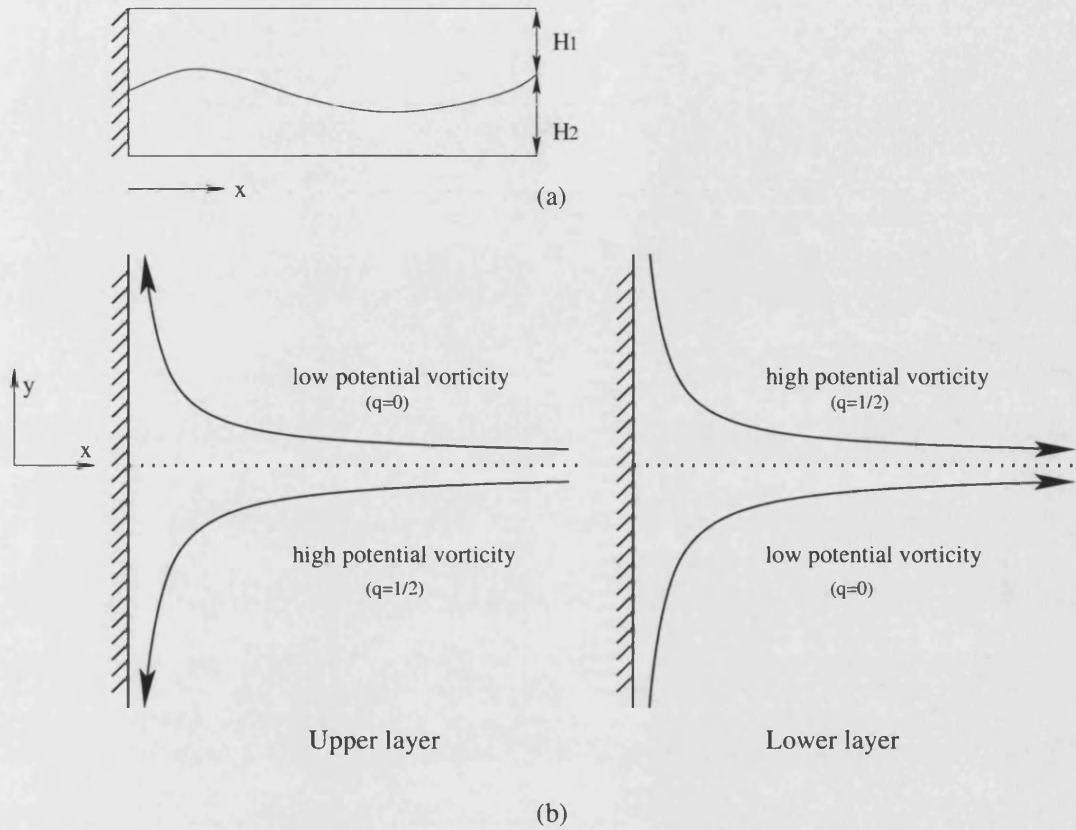 H1
H2
x
(a)
y
x
low potential vorticity
(q=0)
high potential vorticity
(q=1/2)
high potential vorticity
(q=1/2)
low potential vorticity
(q=0)
Upper layer
Lower layer
(b)